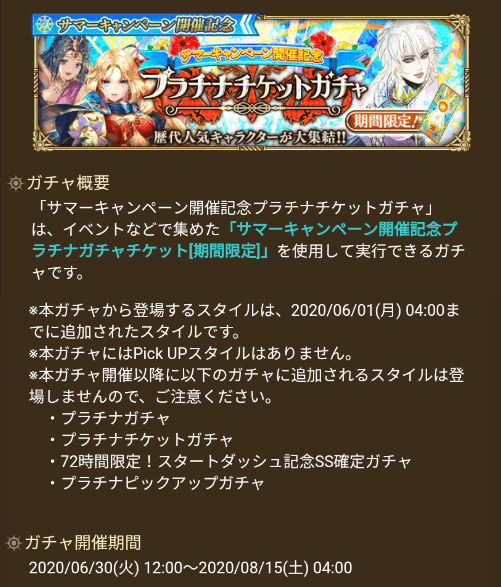 サマーキャンペーン開催記念
サマーキャンペーン開催記念
プラチナチケットガチャ
期間限定!
歴代人気キャラクターが大集結!!
ガチャ概要
「サマーキャンペーン開催記念プラチナチケットガチャ」
は、イベントなどで集めた「サマーキャンペーン開催記念プ
ラチナガチャチケット[期間限定]」を使用して実行できるガチ
ャです。
※本ガチャから登場するスタイルは、2020/06/01(月) 04:00ま
でに追加されたスタイルです。
※本ガチャにはPick UPスタイルはありません。
※本ガチャ開催以降に以下のガチャに追加されるスタイルは登
場しませんので、ご注意ください。
・プラチナガチャ
・プラチナチケットガチャ
・72時間限定！スタートダッシュ記念SS確定ガチャ
・プラチナピックアップガチャ
ガチャ開催期間
2020/06/30(火) 12:00〜2020/08/15(土) 04:00